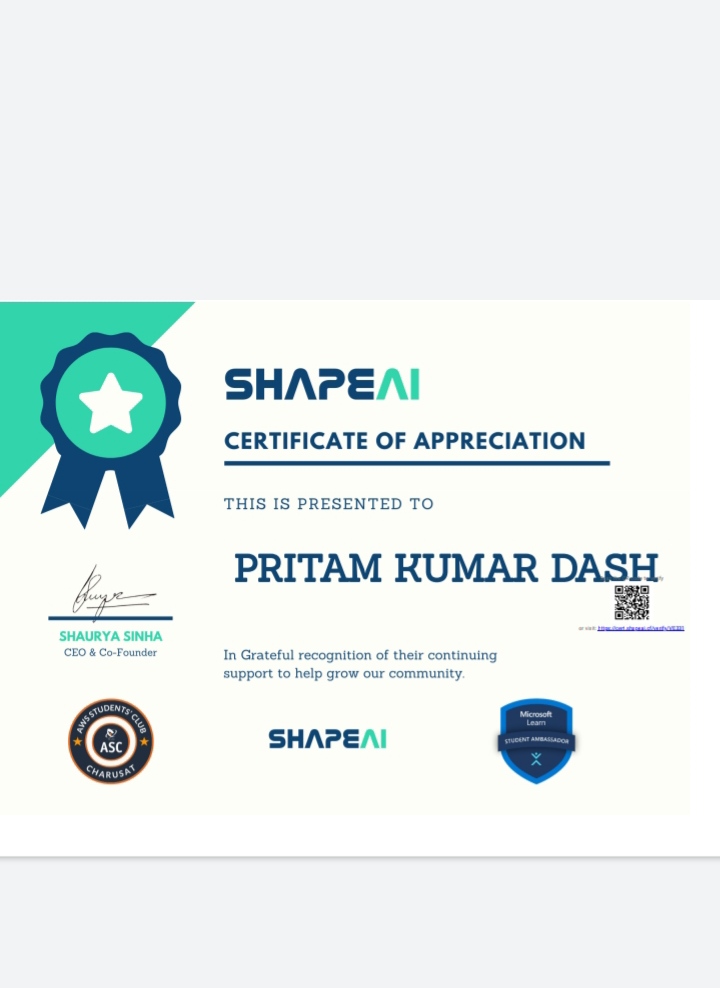 SHAPEAI
CERTIFICATE OF APPRECIATION
THIS IS PRESENTED TO
PRITAM KUMAR DASH
or visit
SHAURYA SINHA
CEO & Co-Founder
In Grateful recognition of their continuing
support to help grow our community.
AWS STUDENTS' CLUB
ASC
CHARUSAT
SHAPEAI
Microsoft
Learn
STUDENT AMBASSADOR